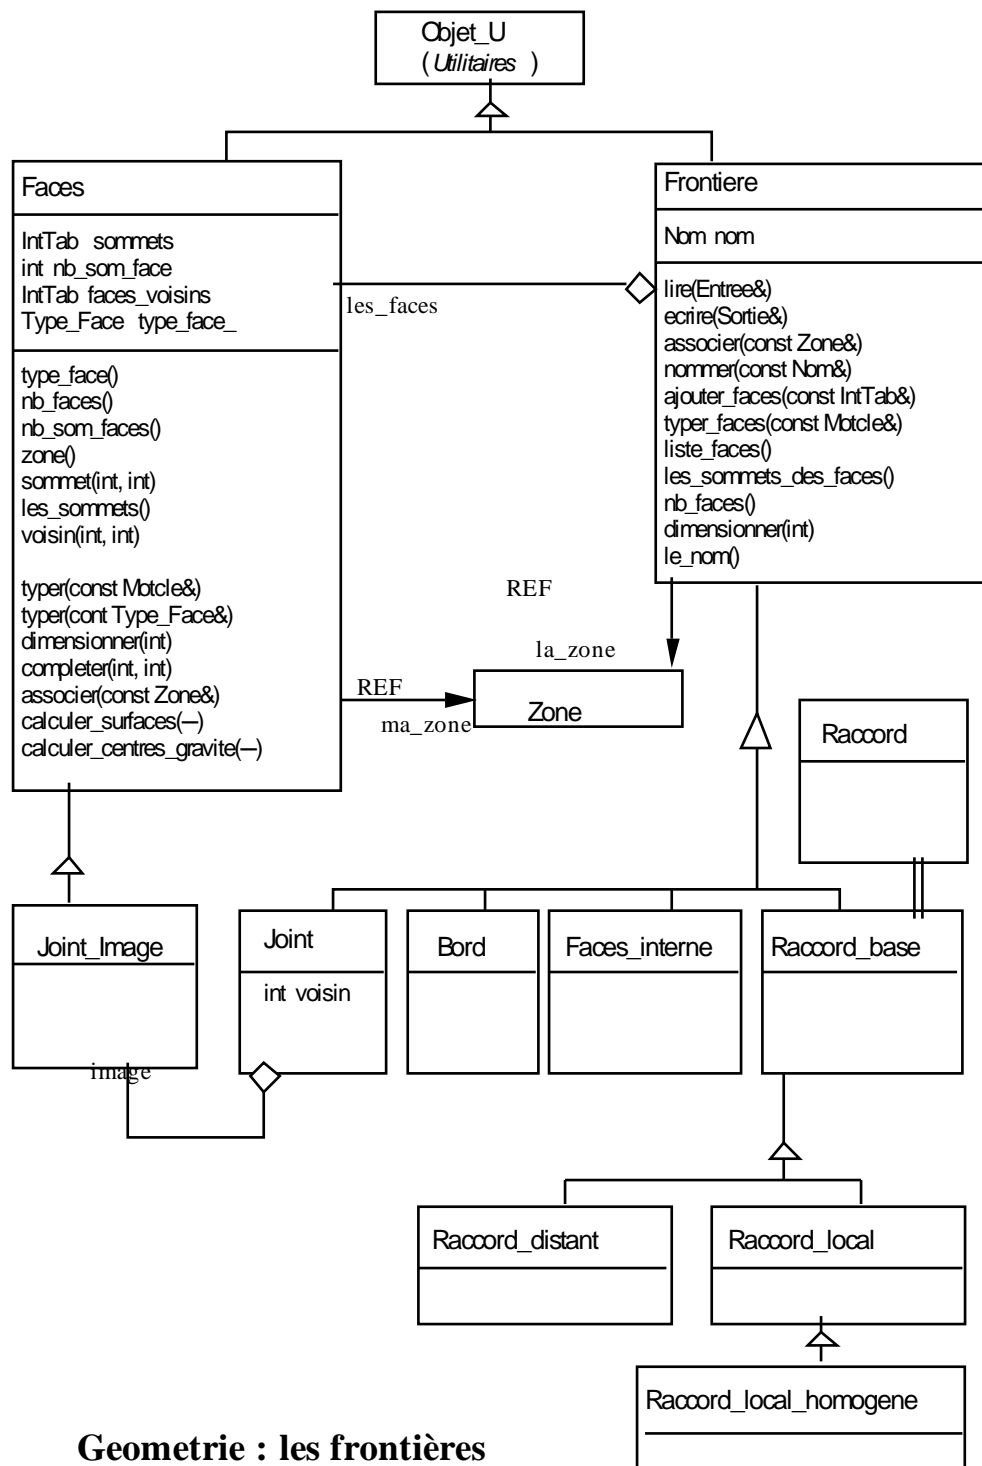 Objet_U
( Utilitaires )
Faces
IntTab sommets
int nb_som_face
IntTab faces_voisins
Type_Face type_face_
type_face()
nb_faces()
nb_som_faces()
zone()
sommet(int, int)
les_sommets()
voisin(int, int)
typer(const Motcle&)
typer(cont Type_Face&)
dimensionner(int)
completer(int, int)
associer(const Zone&)
calculer_surfaces(---)
calculer_centres_gravite(---)
les_faces
Frontiere
Nom nom
lire(Entree&)
ecrire(Sortie&)
associer(const Zone&)
nommer(const Nom&)
ajouter_faces(const IntTab&)
typer_faces(const Motcle&)
liste_faces()
les_sommets_des_faces()
nb_faces()
dimensionner(int)
le_nom()
REF
la_zone
REF
ma_zone
Zone
Raccord
Joint_Image
image
Joint
int voisin
Bord
Faces_interne
Raccord_base
Raccord_distant
Raccord_local
Raccord_local_homogene
Geometrie : les frontières